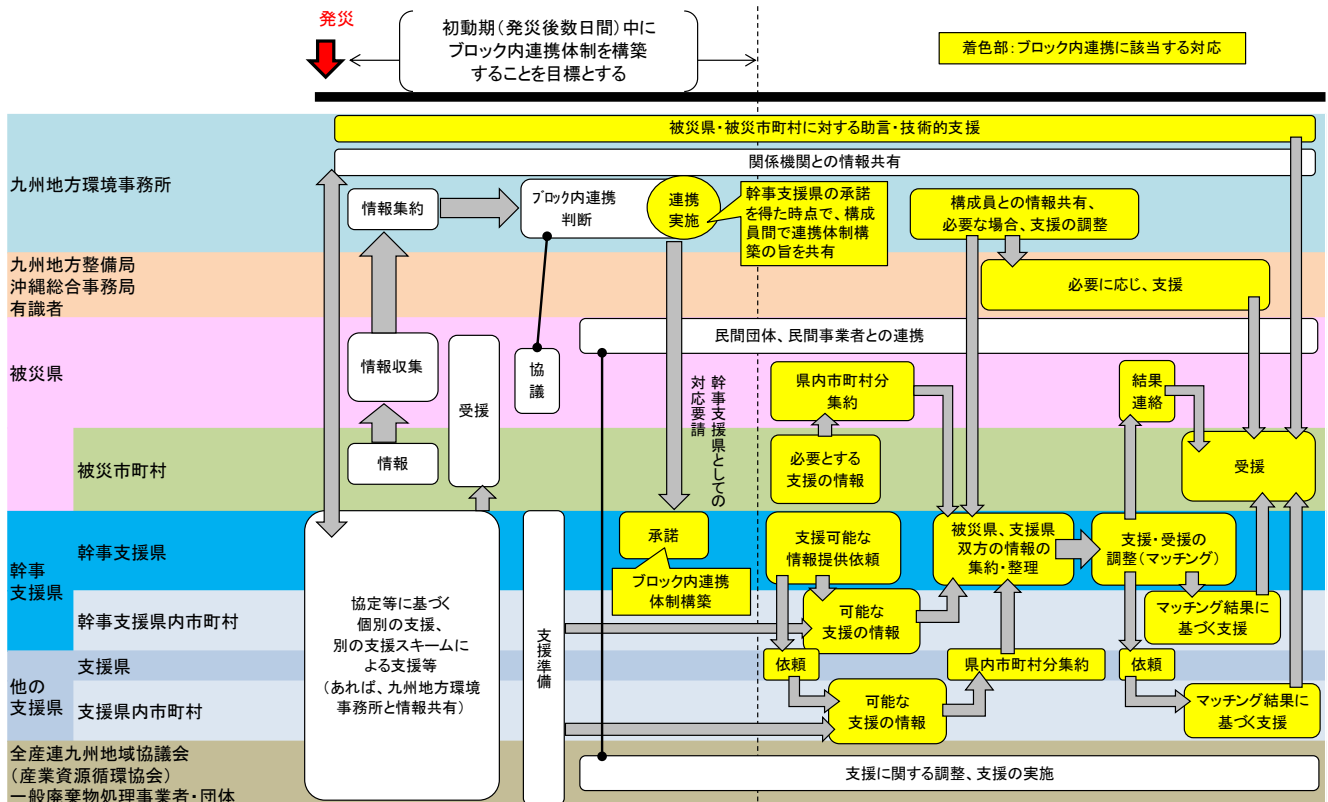 発災
初動期（発災後数日間）中に
ブロック内連携体制を構築
することを目標とする
着色部：ブロック内連携に該当する対応
被災県・被災市町村に対する助言・技術的支援
関係機関との情報共有
九州地方環境事務所
情報集約
ブロック内連携
判断
連携
実施
幹事支援県の承諾
を得た時点で、構成
員間で連携体制構
築の旨を共有
構成員との情報共有、
必要な場合、支援の調整
九州地方整備局
沖縄総合事務局
有識者
必要に応じ、支援
民間団体、民間事業者との連携
被災県
情報収集
受援
協議
幹事支援県としての
対応要請
県内市町村分
集約
結果
連絡
被災市町村
情報
必要とする
支援の情報
受援
幹事
支援県
幹事支援県
承諾
ブロック内連携
体制構築
支援可能な
情報提供依頼
被災県、支援県
双方の情報の
集約・整理
支援・受援の
調整（マッチング）
協定等に基づく
個別の支援、
別の支援スキームに
よる支援等
（あれば、九州地方環境
事務所と情報共有）
支援準備
幹事支援県内市町村
可能な
支援の情報
マッチング結果に
基づく支援
他の
支援県
支援県
依頼
県内市町村分集約
依頼
支援県内市町村
可能な
支援の情報
マッチング結果に
基づく支援
全産連九州地域協議会
（産業資源循環協会）
一般廃棄物処理事業者・団体
支援に関する調整、支援の実施